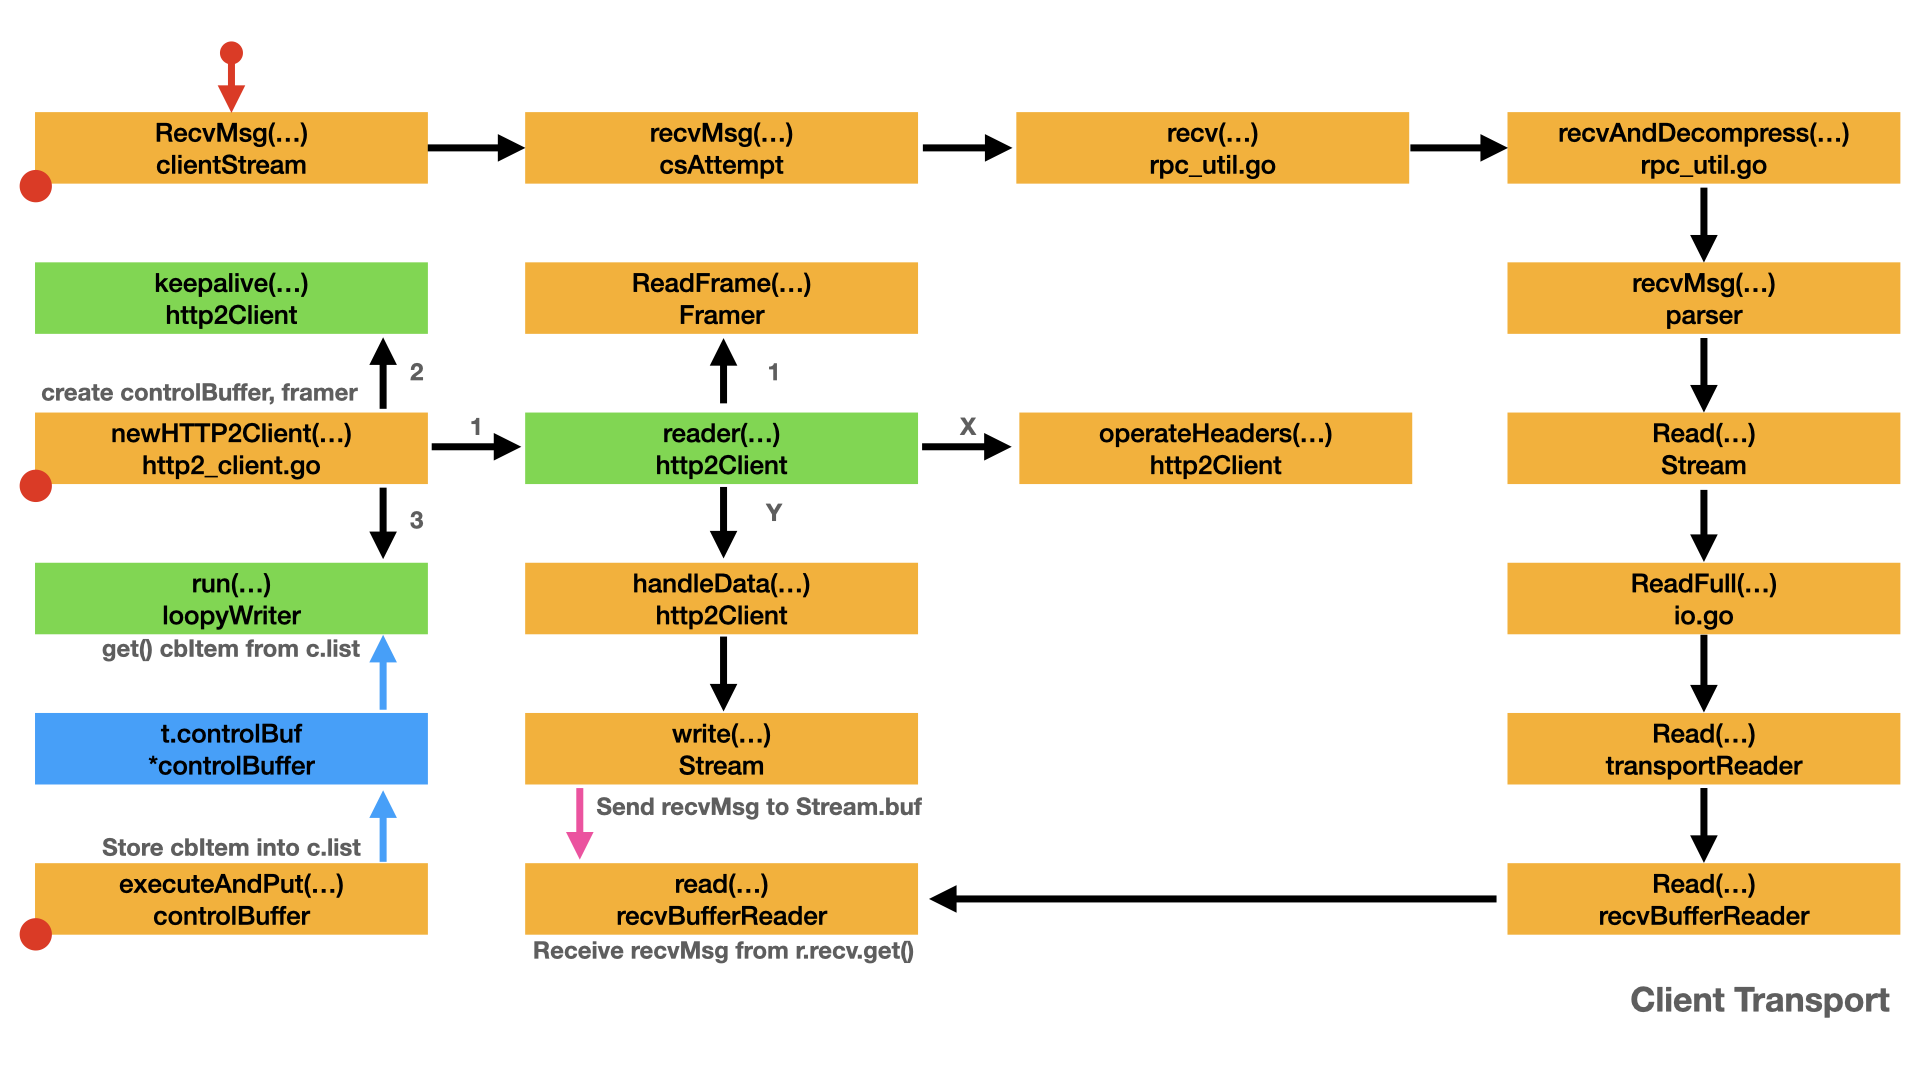 RecvMsg(…)
clientStream
recvMsg(…)
csAttempt
recv(…)
rpc_util.go
recvAndDecompress(…)
rpc_util.go
keepalive(…)
http2Client
ReadFrame(…)
Framer
recvMsg(…)
parser
2
1
create controlBuffer, framer
newHTTP2Client(…)
http2_client.go
1
reader(…)
http2Client
X
operateHeaders(…)
http2Client
Read(…)
Stream
3
Y
run(…)
loopyWriter
handleData(…)
http2Client
ReadFull(…)
io.go
get() cbItem from c.list
t.controlBuf
*controlBuffer
write(…)
Stream
Read(…)
transportReader
Send recvMsg to Stream.buf
Store cbItem into c.list
executeAndPut(…)
controlBuffer
read(…)
recvBufferReader
Read(…)
recvBufferReader
Receive recvMsg from r.recv.get()
Client Transport